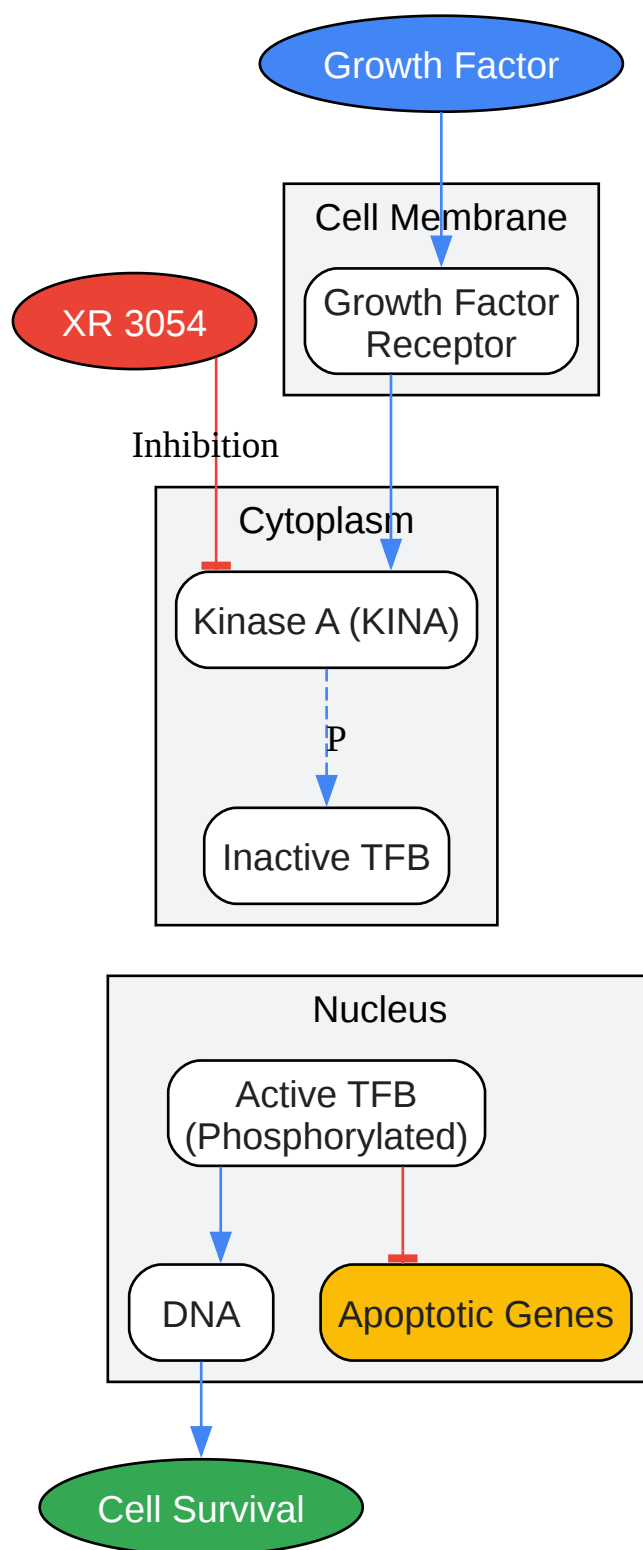 Growth Factor
Cell Membrane
Growth Factor
Receptor
XR 3054
Inhibition
Cytoplasm
Kinase A (KINA)
P
Inactive TFB
Nucleus
Active TFB
(Phosphorylated)
DNA
Apoptotic Genes
Cell Survival